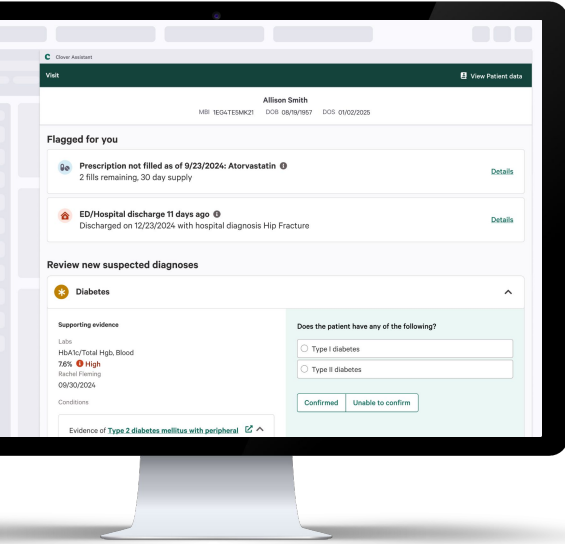 Clover Assistant
Visit
View Patient data
Allison Smith
MBI 1EG4TE5MK21 DOB 08/19/1957 DOS 01/02/2025
Flagged for you
Prescription not filled as of 9/23/2024: Atorvastatin
2 fills remaining, 30 day supply
Details
ED/Hospital discharge 11 days ago
Discharged on 12/23/2024 with hospital diagnosis Hip Fracture
Details
Review new suspected diagnoses
Diabetes
Supporting evidence
Labs
HbA1c/Total Hgb, Blood
7.6% High
Rachel Fleming
09/30/2024
Conditions
Evidence of Type 2 diabetes mellitus with peripheral
Does the patient have any of the following?
Type I diabetes
Type II diabetes
Confirmed Unable to confirm